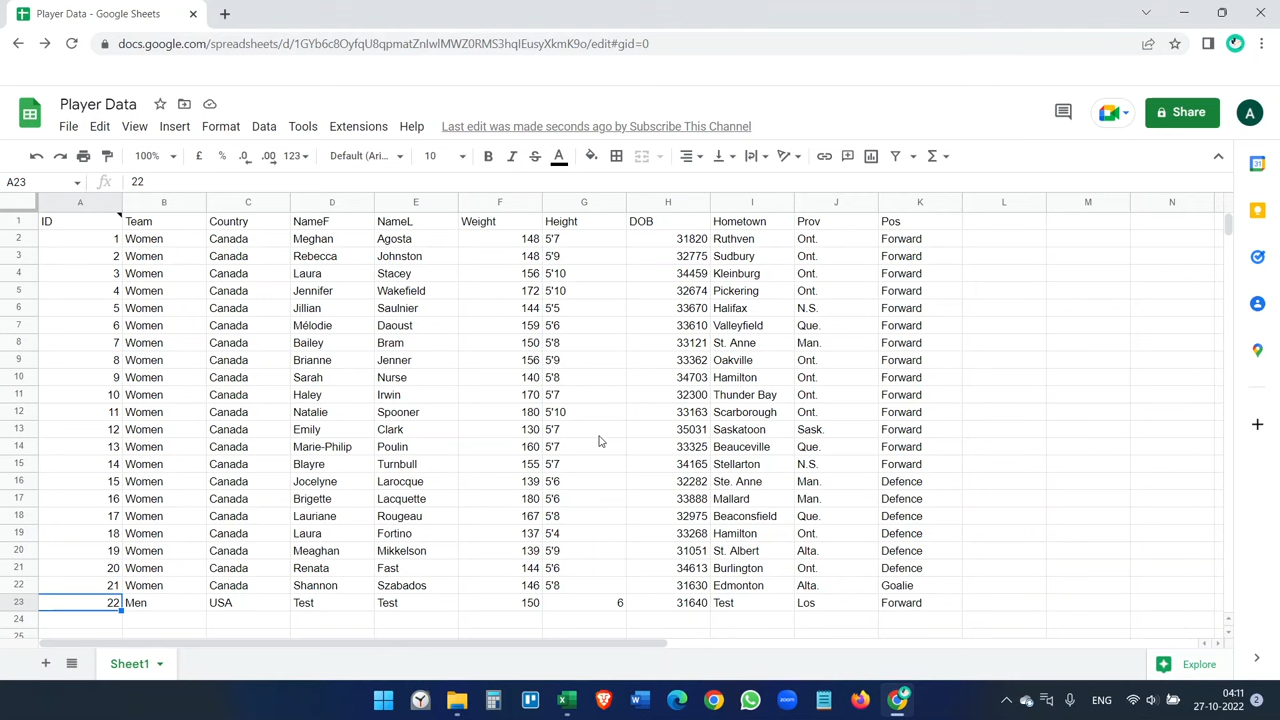 Player Data - Google Sheets
docs.google.com/spreadsheets/d/1GYb6c8OyfqU8qpmatZnIwlMWZ0RMS3hqIEusyXkmK9o/edit#gid=0
Player Data
File Edit View Insert Format Data Tools Extensions Help Last edit was made seconds ago by Subscribe This Channel
Share
A
100% £ % .0 .00 123 Default (Ari... 10 B I S A
A23 fx 22
A B C D E F G H I J K L M N
1 ID Team Country NameF NameL Weight Height DOB Hometown Prov Pos
2 1 Women Canada Meghan Agosta 148 5'7 31820 Ruthven Ont. Forward
3 2 Women Canada Rebecca Johnston 148 5'9 32775 Sudbury Ont. Forward
4 3 Women Canada Laura Stacey 156 5'10 34459 Kleinburg Ont. Forward
5 4 Women Canada Jennifer Wakefield 172 5'10 32674 Pickering Ont. Forward
6 5 Women Canada Jillian Saulnier 144 5'5 33670 Halifax N.S. Forward
7 6 Women Canada Mélodie Daoust 159 5'6 33610 Valleyfield Que. Forward
8 7 Women Canada Bailey Bram 150 5'8 33121 St. Anne Man. Forward
9 8 Women Canada Brianne Jenner 156 5'9 33362 Oakville Ont. Forward
10 9 Women Canada Sarah Nurse 140 5'8 34703 Hamilton Ont. Forward
11 10 Women Canada Haley Irwin 170 5'7 32300 Thunder Bay Ont. Forward
12 11 Women Canada Natalie Spooner 180 5'10 33163 Scarborough Ont. Forward
13 12 Women Canada Emily Clark 130 5'7 35031 Saskatoon Sask. Forward
14 13 Women Canada Marie-Philip Poulin 160 5'7 33325 Beauceville Que. Forward
15 14 Women Canada Blayre Turnbull 155 5'7 34165 Stellarton N.S. Forward
16 15 Women Canada Jocelyne Larocque 139 5'6 32282 Ste. Anne Man. Defence
17 16 Women Canada Brigette Lacquette 180 5'6 33888 Mallard Man. Defence
18 17 Women Canada Lauriane Rougeau 167 5'8 32975 Beaconsfield Que. Defence
19 18 Women Canada Laura Fortino 137 5'4 33268 Hamilton Ont. Defence
20 19 Women Canada Meaghan Mikkelson 139 5'9 31051 St. Albert Alta. Defence
21 20 Women Canada Renata Fast 144 5'6 34613 Burlington Ont. Defence
22 21 Women Canada Shannon Szabados 146 5'8 31630 Edmonton Alta. Goalie
23 22 Men USA Test Test 150 6 31640 Test Los Forward
24
25
Sheet1 Explore
ENG 04:11
27-10-2022 2